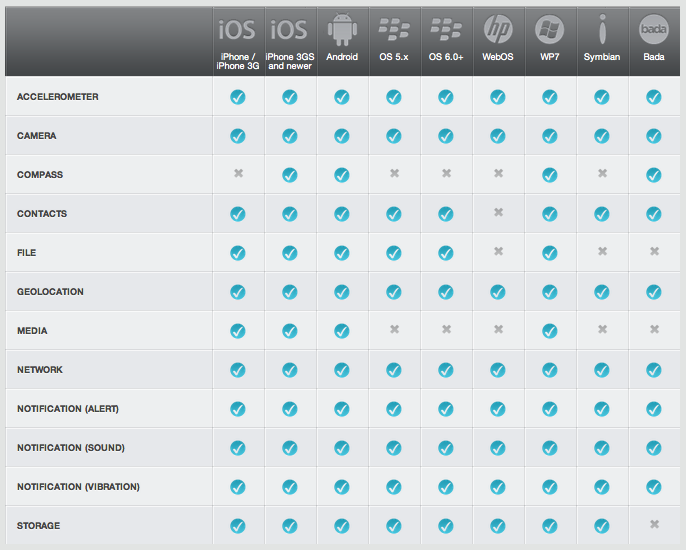 iOS iOS hp bada
iPhone / iPhone 3GS Android OS 5.x OS 6.0+ WebOS WP7 Symbian Bada
iPhone 3G and newer
ACCELEROMETER
CAMERA
COMPASS
CONTACTS
FILE
GEOLOCATION
MEDIA
NETWORK
NOTIFICATION (ALERT)
NOTIFICATION (SOUND)
NOTIFICATION (VIBRATION)
STORAGE